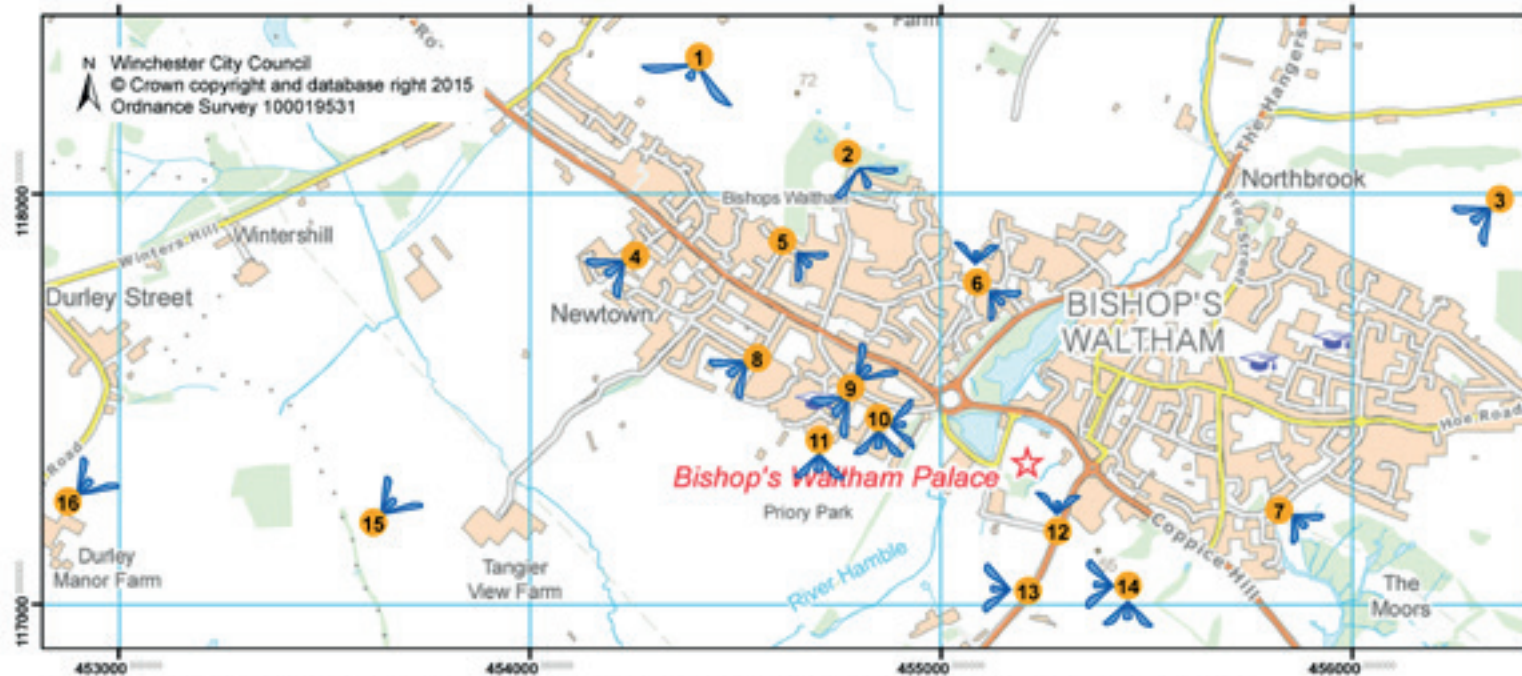 Farm
Ro
N Winchester City Council
© Crown copyright and database right 2015
Ordnance Survey 100019531
1
72
The Hangers
2
118000
Northbrook
Bishops Waltham
3
Free Street
Winters Hill
Wintershill
5
4
6
Durley Street
Newtown
BISHOP'S
WALTHAM
8
9
10
Hoe Road
11
Road
Bishop's Waltham Palace
16
15
Priory Park
7
12
Coppice Hill
Durley
Manor Farm
Tangier
View Farm
River Hamble
13
14
The
Moors
117000
453000
454000
455000
456000